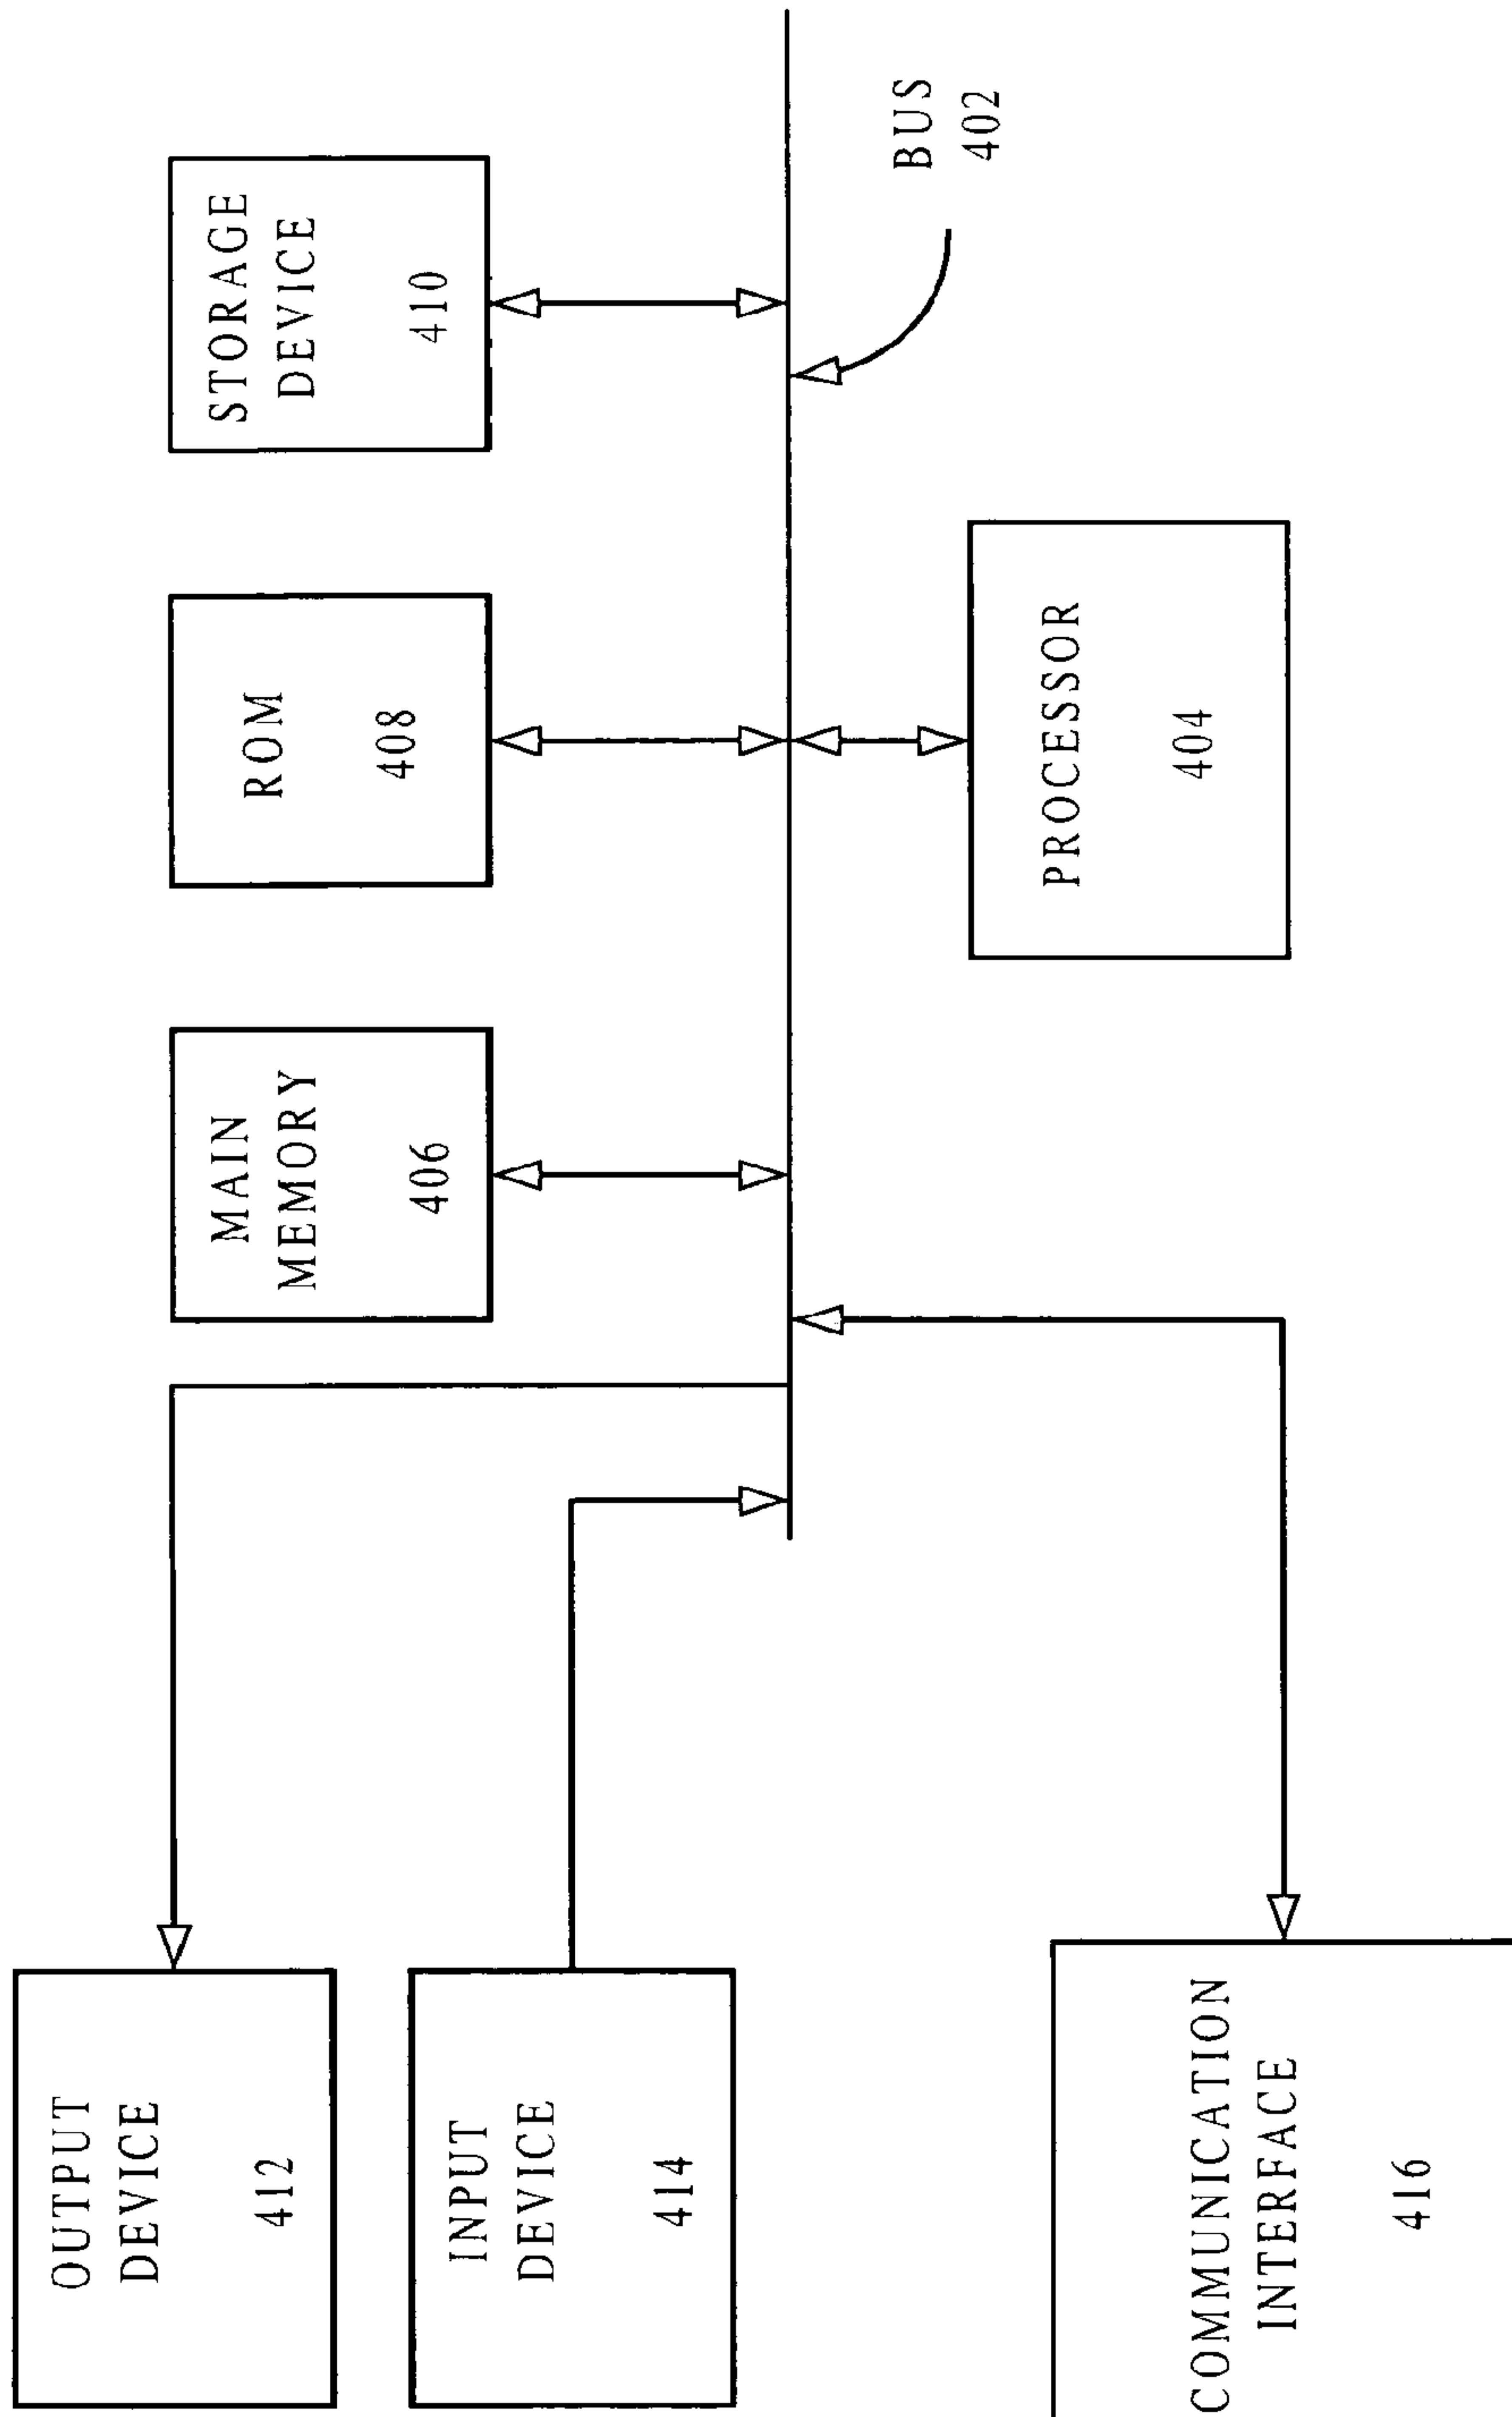 OUTPUT
DEVICE
412
INPUT
DEVICE
414
COMMUNICATION
INTERFACE
416
MAIN
MEMORY
406
ROM
408
STORAGE
DEVICE
410
PROCESSOR
404
BUS
402